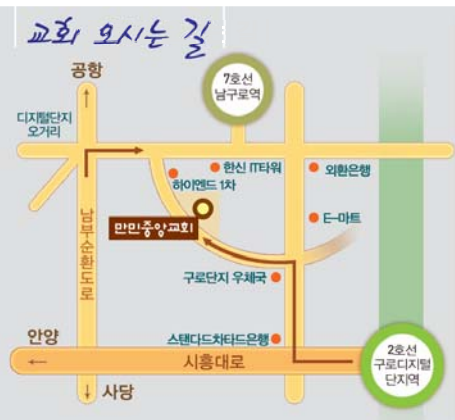 교회 오시는 길
공항
7호선
남구로역
디지털단지
오거리
한신 IT타워
외환은행
하이엔드 1차
남부순환도로
만민중앙교회
E-마트
구로단지 우체국
안양
스탠다드차타드은행
시흥대로
2호선
구로디지털
단지역
사당